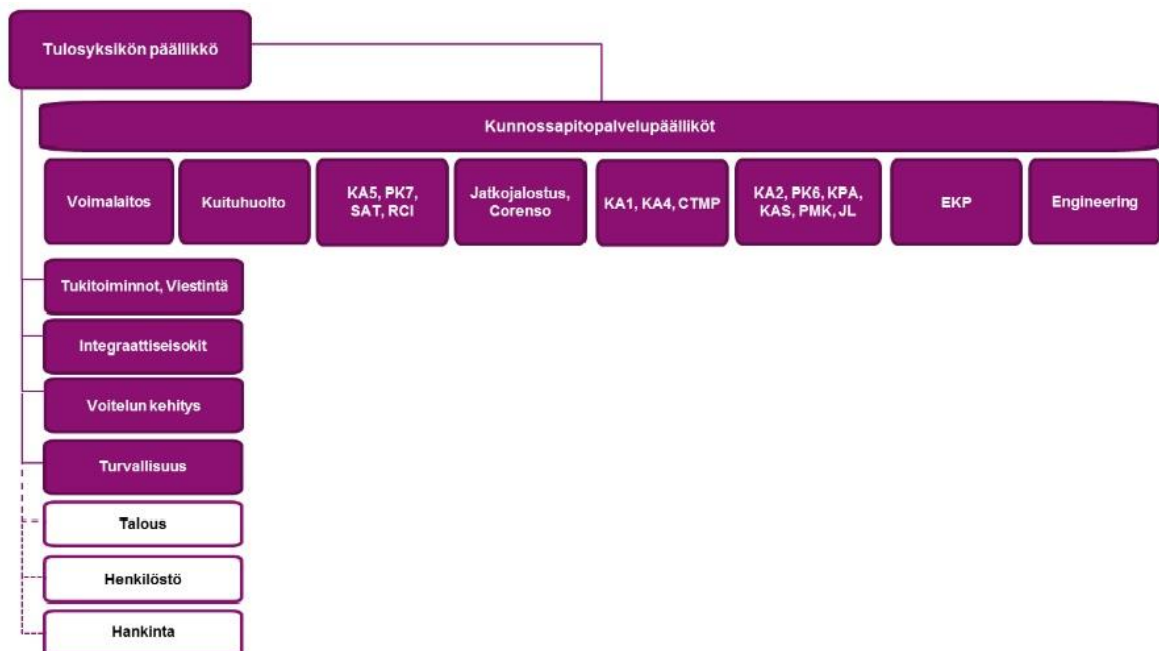 Tulosyksikön päällikkö
Kunnossapitopalvelupäälliköt
Voimalaitos
Kuituhuolto
KA5, PK7,
SAT, RCI
Jatkojalostus,
Corenso
KA1, KA4, CTMP
KA2, PK6, KPA,
KAS, PMK, JL
EKP
Engineering
Tukitoiminnot, Viestintä
Integraattiseisokit
Voitelun kehitys
Turvallisuus
Talous
Henkilöstö
Hankinta